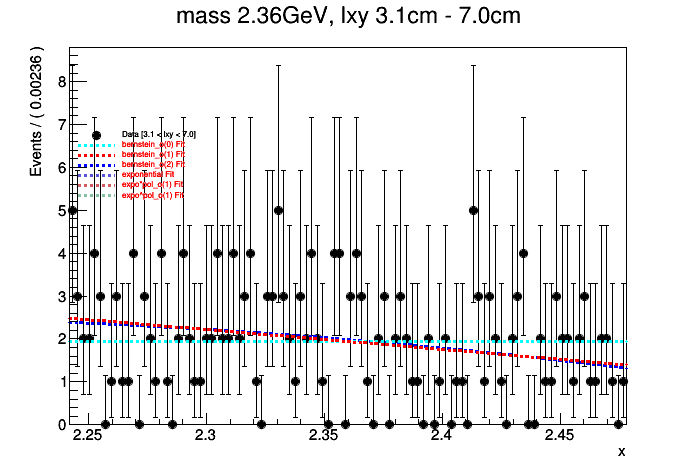 mass 2.36GeV, lxy 3.1cm - 7.0cm
Events / ( 0.00236 )
8
7
6
5
4
3
2
1
0
Data [3.1 < lxy < 7.0]
bernstein_o(0) Fit
bernstein_o(1) Fit
bernstein_o(2) Fit
exponential Fit
expo*pol_o(1) Fit
expo*pol_o(1) Fit
2.25
2.3
2.35
2.4
2.45
x